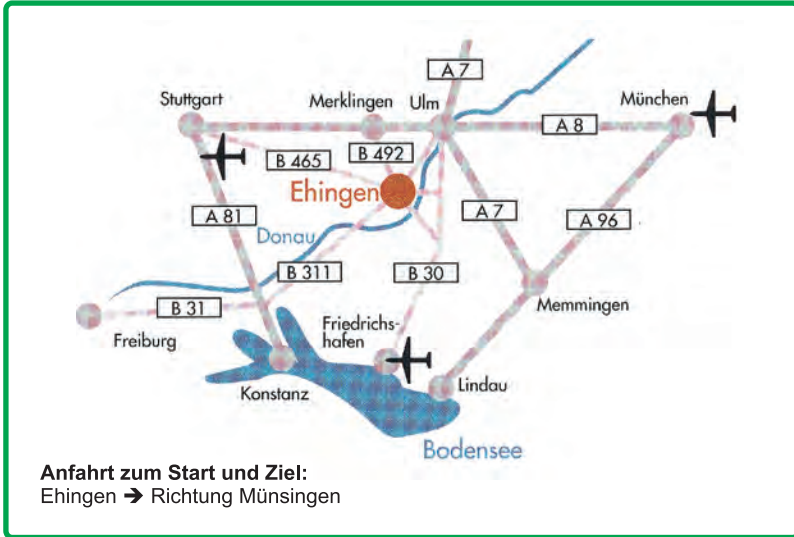 A 7
Stuttgart
Merklingen
Ulm
München
A 8
B 492
B 465
Ehingen
A 81
A 7
A 96
Donau
B 311
B 30
B 31
Memmingen
Freiburg
Friedrichs-
hafen
Konstanz
Lindau
Bodensee
Anfahrt zum Start und Ziel:
Ehingen ➔ Richtung Münsingen